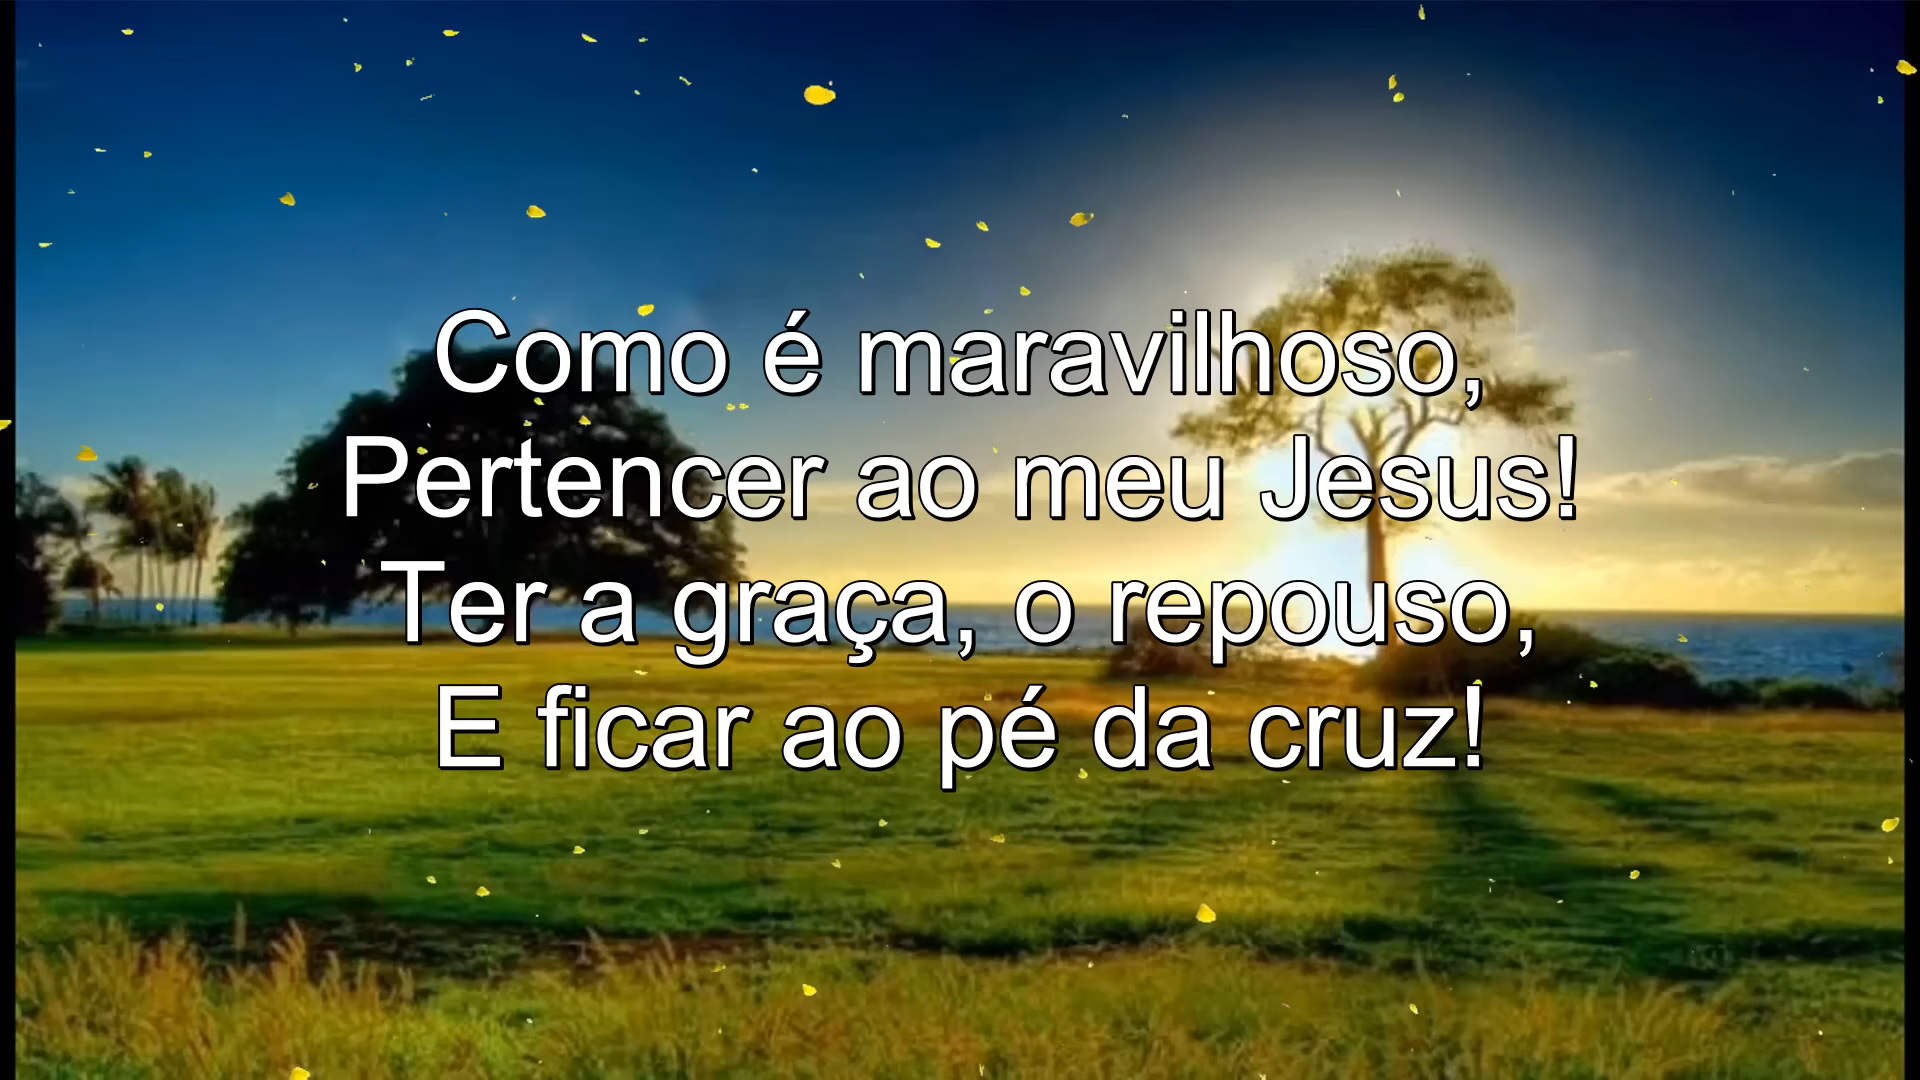 Como é maravilhoso,
Pertencer ao meu Jesus!
Ter a graça, o repouso,
E ficar ao pé da cruz!